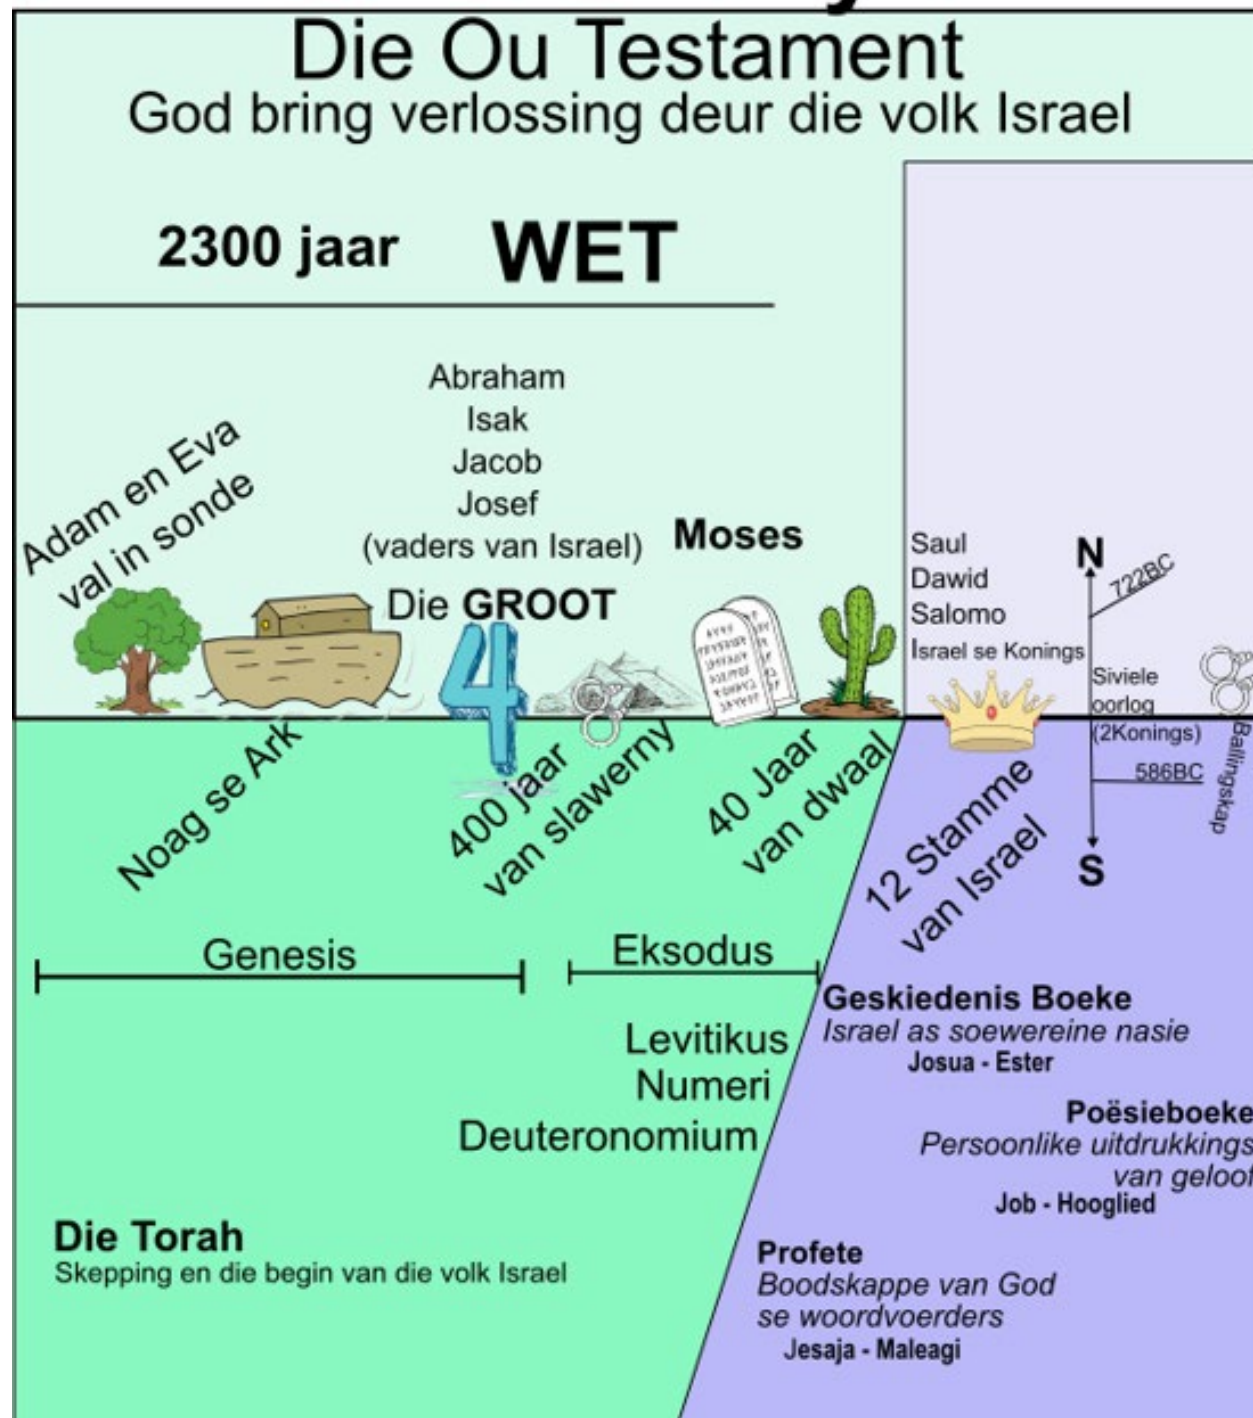 Die Ou Testament
God bring verlossing deur die volk Israel
2300 jaar
WET
Adam en Eva
val in sonde
Abraham
Isak
Jacob
Josef
(vaders van Israel)
Die GROOT
4
Moses
Saul
Dawid
Salomo
Israel se Konings
N
722BC
Siviele
oorlog
(2Konings)
586BC
S
Ballingskap
Noag se Ark
400 jaar
van slawerny
40 Jaar
van dwaal
12 Stamme
van Israel
Genesis
Eksodus
Levitikus
Numeri
Deuteronomium
Die Torah
Skepping en die begin van die volk Israel
Geskiedenis Boeke
Israel as soewereine nasie
Josua - Ester
Poësieboeke
Persoonlike uitdrukkings
van geloof
Job - Hooglied
Profete
Boodskappe van God
se woordvoerders
Jesaja - Maleagi